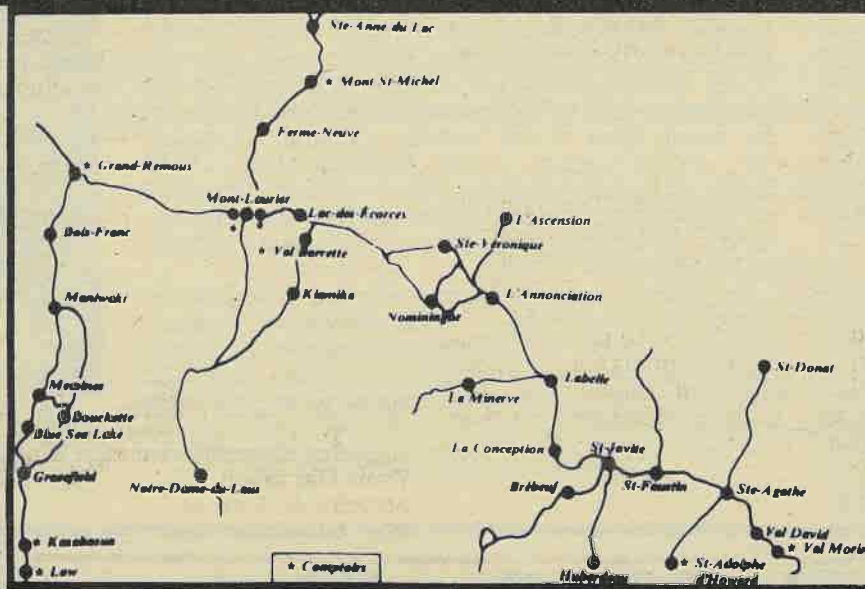 Ste-Anne du Lac
* Mont St-Michel
Ferme-Neuve
* Grand-Remous
Mont-Laurier
Lac-des-Écorces
L'Ascension
Bois-Franc
Ste-Véronique
* Val Barrette
Maniwaki
Kiamika
Nominingue
L'Annonciation
St-Donat
Labelle
Messines
La Minerve
Bouchette
Blue Sea Lake
La Conception
St-Jovite
Gracefield
Notre-Dame-du-Laus
Brébeuf
St-Faustin
Ste-Agathe
Val David
* Kazabazua
* Val Morin
* Low
* Comptoirs
Huberdeau
* St-Adolphe
d'Howard